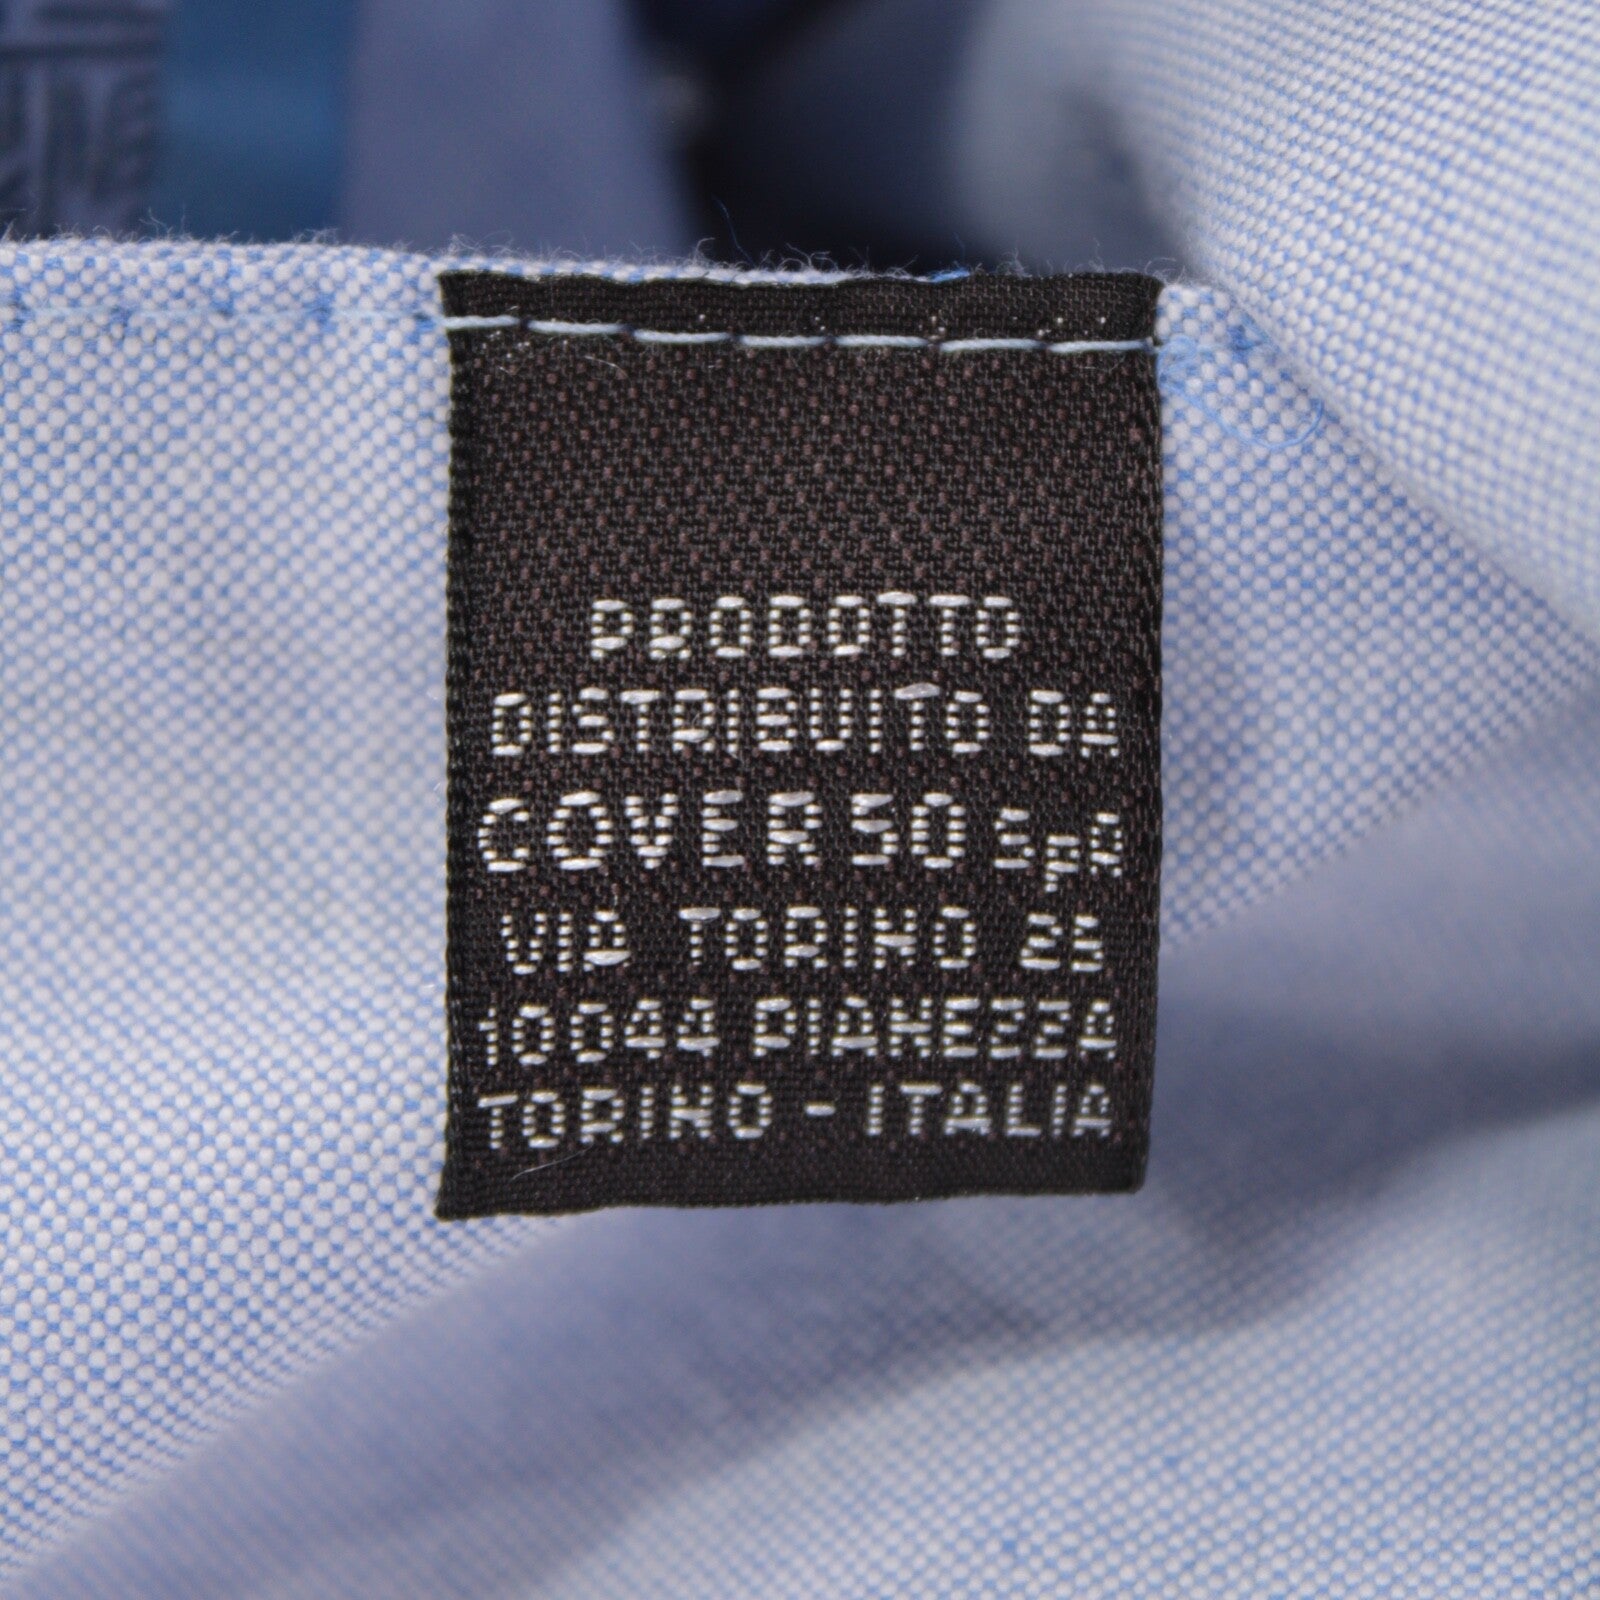 PRODOTTO
DISTRIBUITO DA
COVER 50 SpA
VIA TORINO 25
10044 PIANEZZA
TORINO - ITALIA